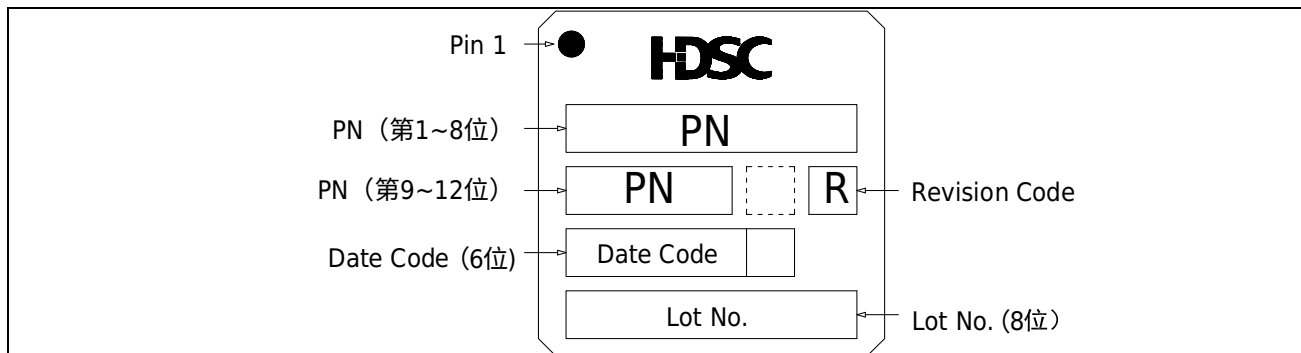 Pin 1
HDSC
PN（第1~8位）
PN
PN（第9~12位）
PN
R
Revision Code
Date Code（6位)
Date Code
Lot No.
Lot No. (8位）